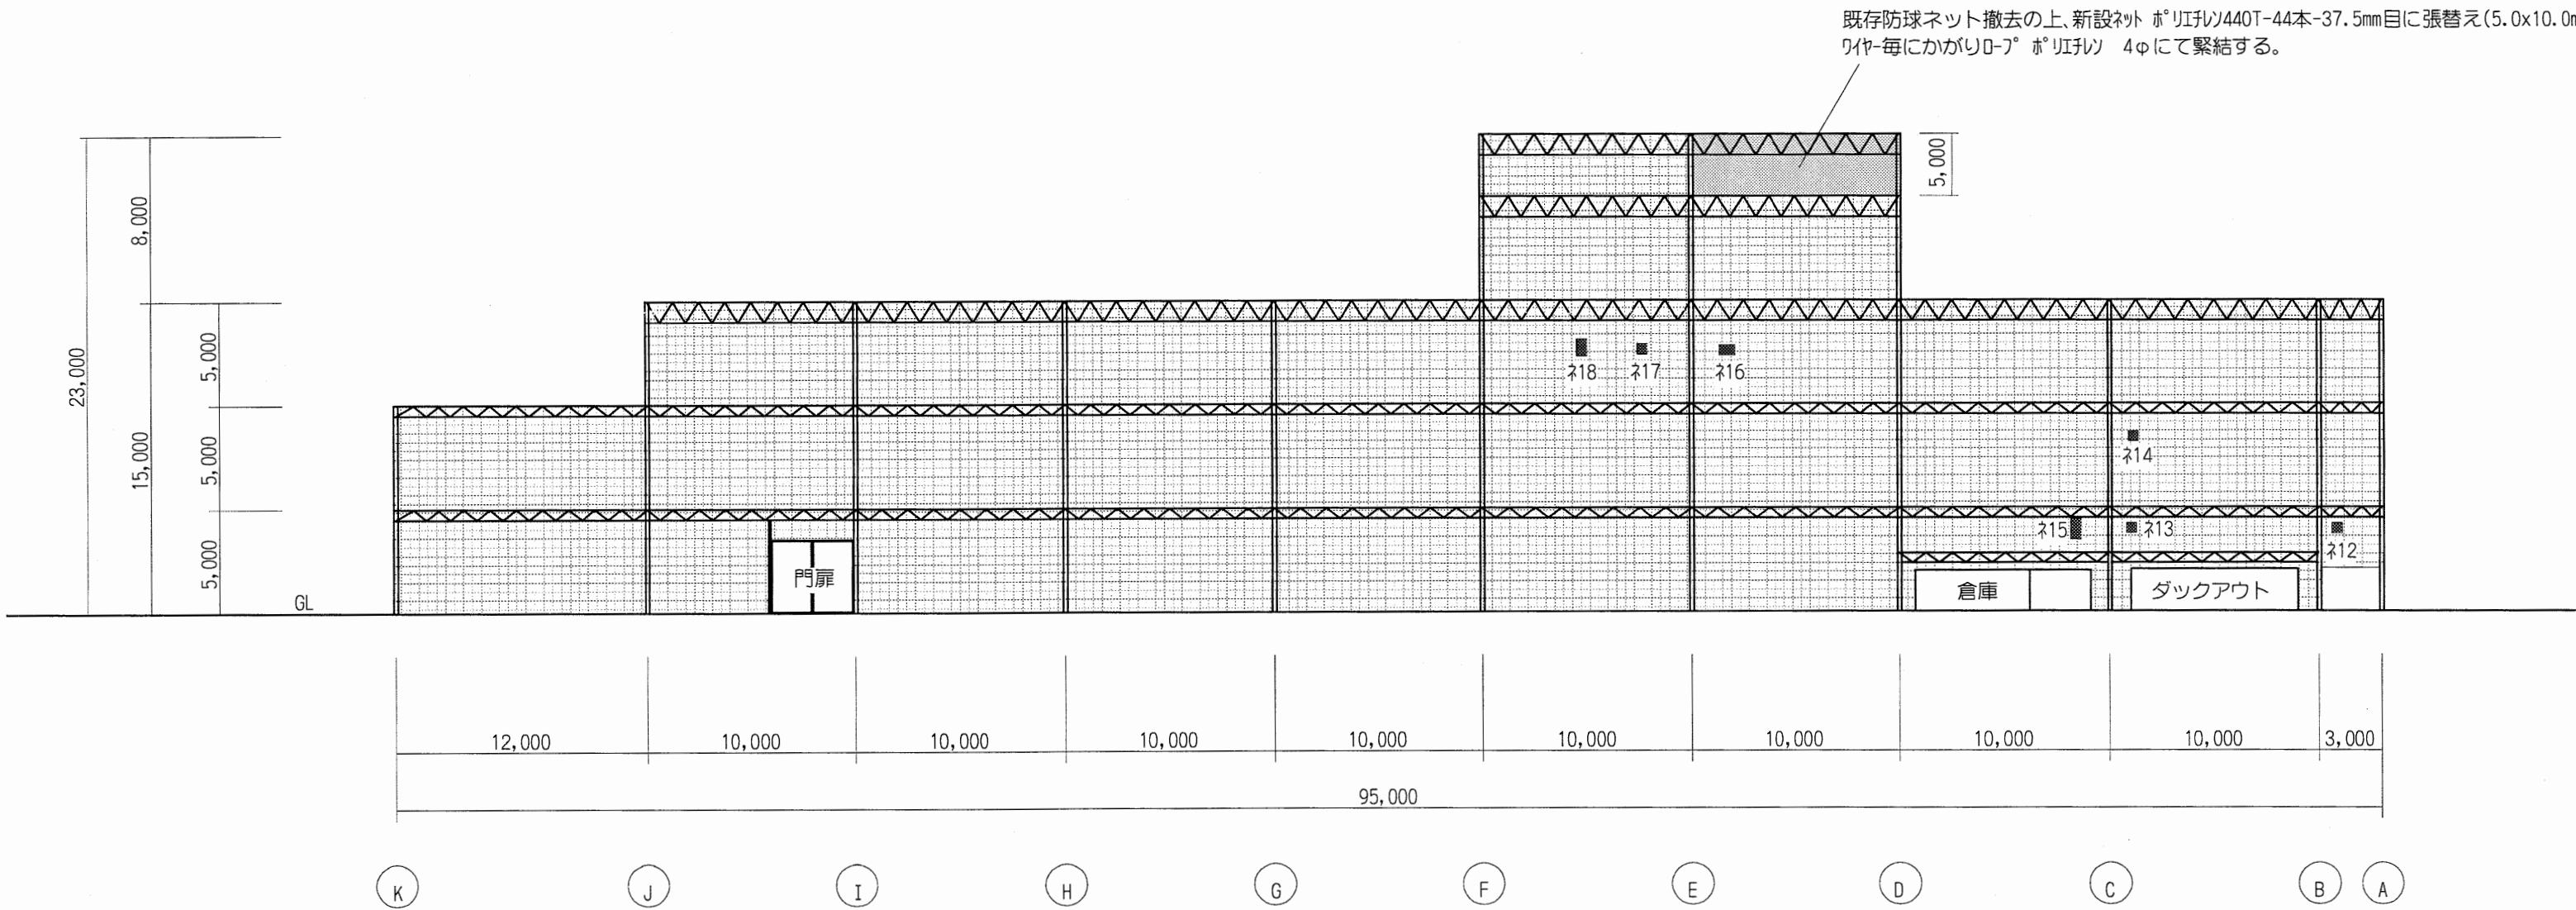 既存防球ネット撤去の上、新設ﾈｯﾄ ﾎﾟﾘｴﾁﾚﾝ440T-44本-37.5mm目に張替え(5.0x10.0m
ﾜｲﾔｰ毎にかがりﾛｰﾌﾟ ﾎﾟﾘｴﾁﾚﾝ 4φにて緊結する。
5,000
8,000
23,000
15,000
5,000
5,000
5,000
GL
ﾈ18
ﾈ17
ﾈ16
ﾈ14
ﾈ15
ﾈ13
ﾈ12
門扉
倉庫
ダックアウト
12,000 10,000 10,000 10,000 10,000 10,000 10,000 10,000 10,000 3,000
95,000
K J I H G F E D C B A